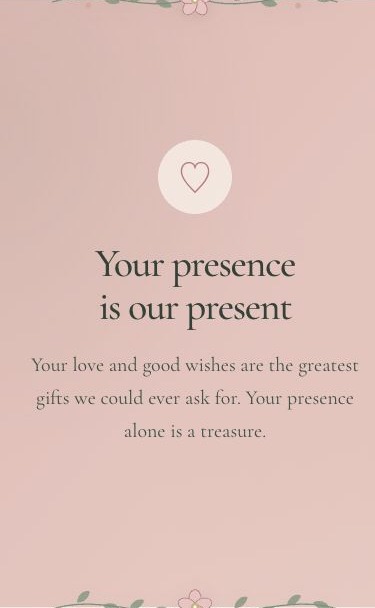 Your presence
is our present
Your love and good wishes are the greatest
gifts we could ever ask for. Your presence
alone is a treasure.